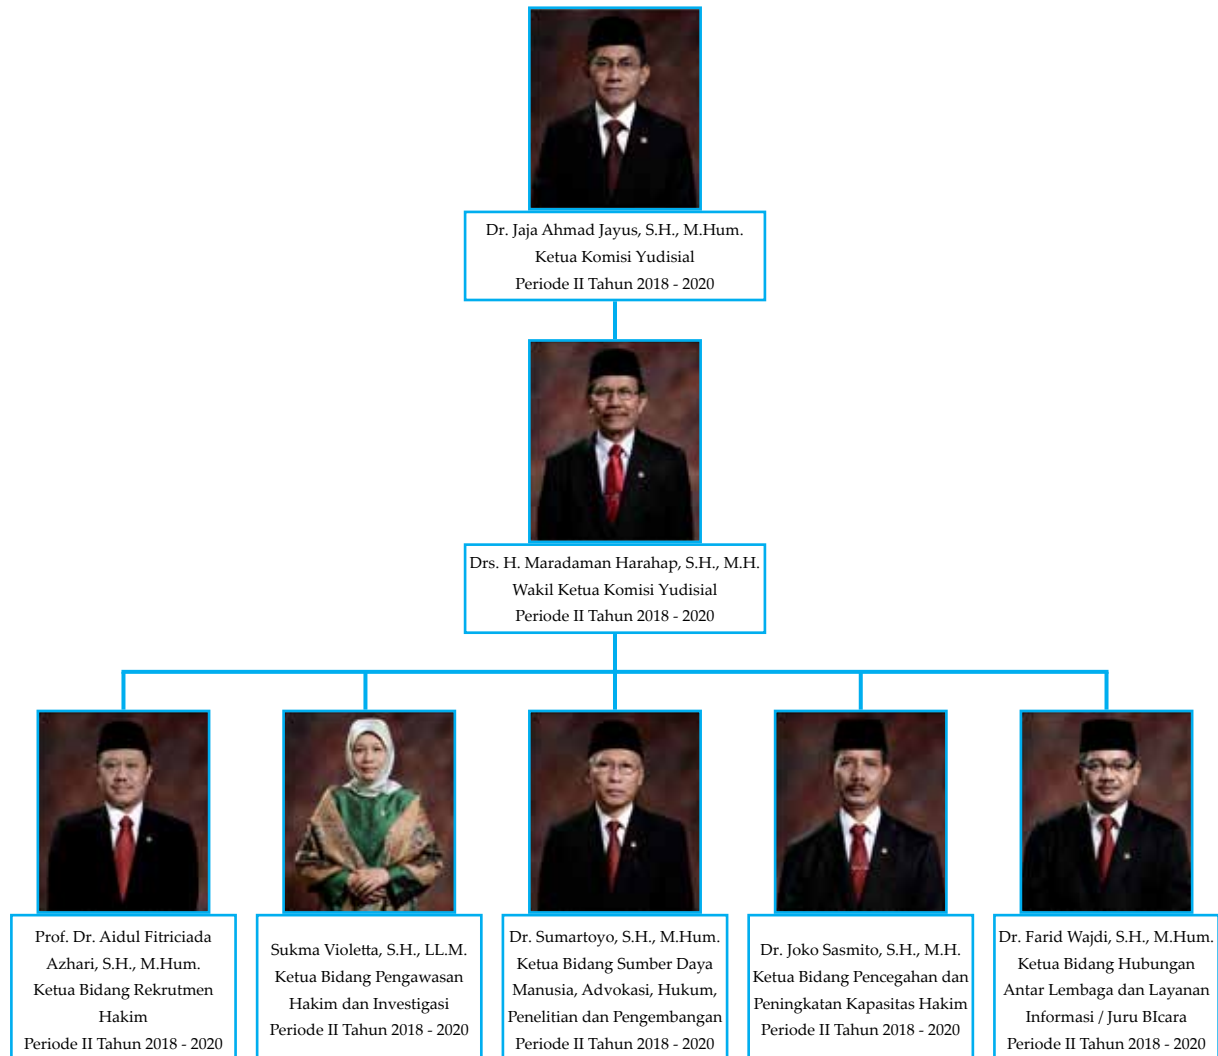 Dr. Jaja Ahmad Jayus, S.H., M.Hum.
Ketua Komisi Yudisial
Periode II Tahun 2018 - 2020
Drs. H. Maradaman Harahap, S.H., M.H.
Wakil Ketua Komisi Yudisial
Periode II Tahun 2018 - 2020
Prof. Dr. Aidul Fitriciada
Azhari, S.H., M.Hum.
Ketua Bidang Rekrutmen
Hakim
Periode II Tahun 2018 - 2020
Sukma Violetta, S.H., LL.M.
Ketua Bidang Pengawasan
Hakim dan Investigasi
Periode II Tahun 2018 - 2020
Dr. Sumartoyo, S.H., M.Hum.
Ketua Bidang Sumber Daya
Manusia, Advokasi, Hukum,
Penelitian dan Pengembangan
Periode II Tahun 2018 - 2020
Dr. Joko Sasmito, S.H., M.H.
Ketua Bidang Pencegahan dan
Peningkatan Kapasitas Hakim
Periode II Tahun 2018 - 2020
Dr. Farid Wajdi, S.H., M.Hum.
Ketua Bidang Hubungan
Antar Lembaga dan Layanan
Informasi / Juru BIcara
Periode II Tahun 2018 - 2020